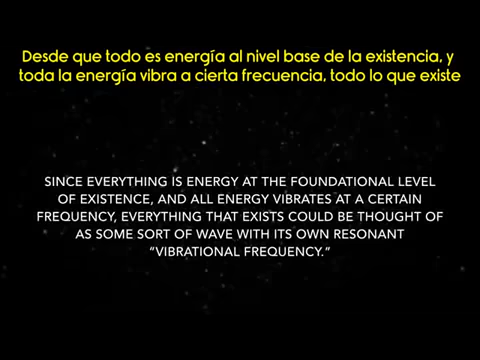 Desde que todo es energía al nivel base de la existencia, y
toda la energía vibra a cierta frecuencia, todo lo que existe
SINCE EVERYTHING IS ENERGY AT THE FOUNDATIONAL LEVEL
OF EXISTENCE, AND ALL ENERGY VIBRATES AT A CERTAIN
FREQUENCY, EVERYTHING THAT EXISTS COULD BE THOUGHT OF
AS SOME SORT OF WAVE WITH ITS OWN RESONANT
"VIBRATIONAL FREQUENCY."